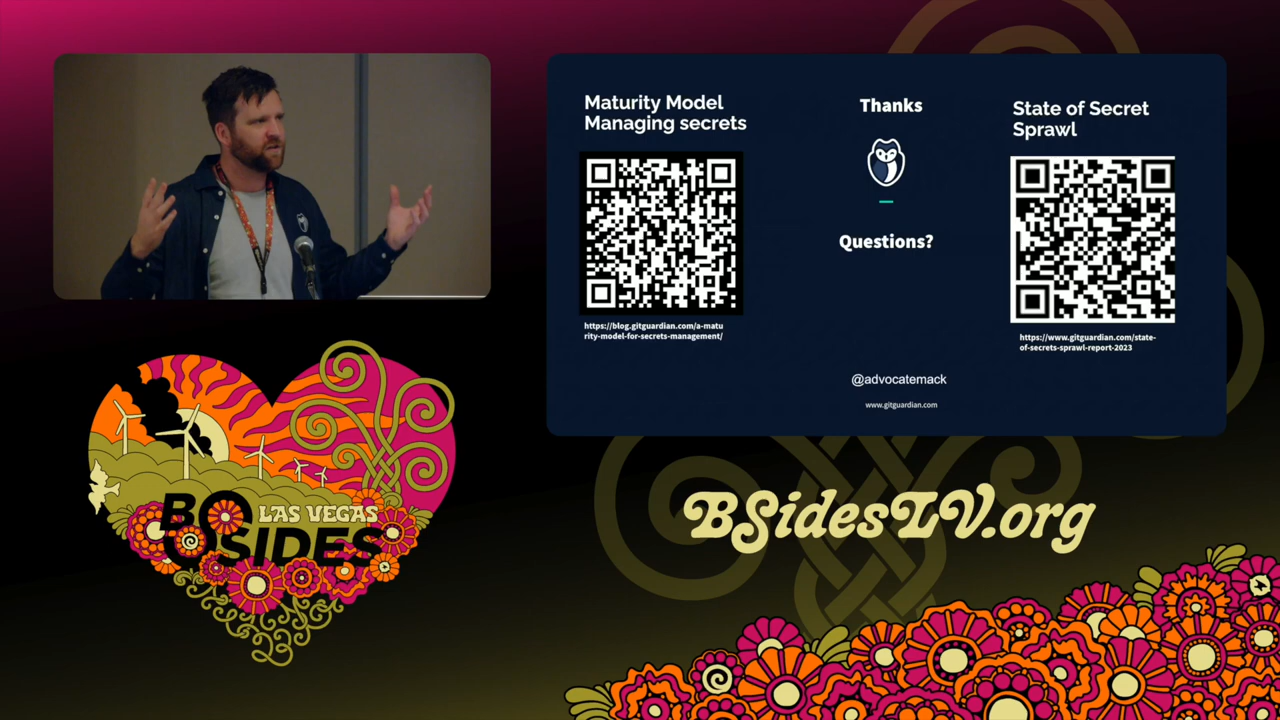 Maturity Model
Managing secrets
https://blog.gitguardian.com/a-matu
rity-model-for-secrets-management/
Thanks
Questions?
@advocatemack
www.gitguardian.com
State of Secret
Sprawl
https://www.gitguardian.com/state-
of-secrets-sprawl-report-2023
LAS VEGAS
BSIDES
23
BSidesLV.org